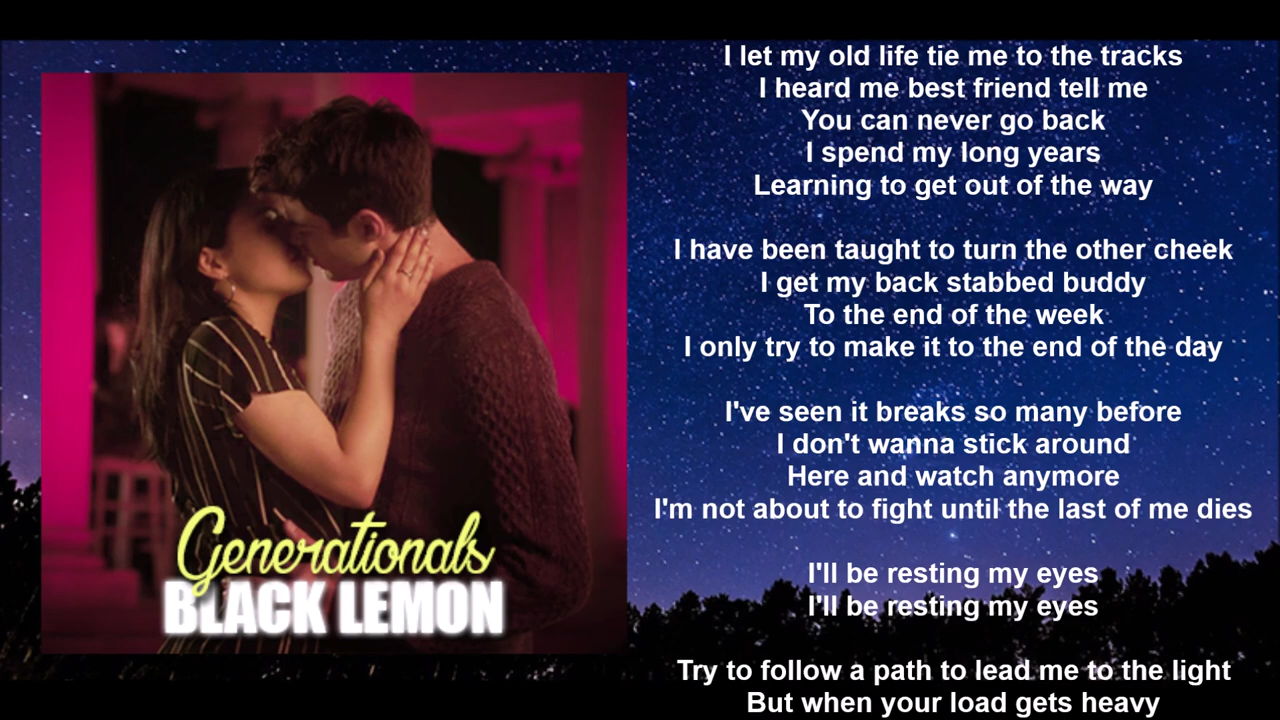 Generationals
BLACK LEMON
I let my old life tie me to the tracks
I heard me best friend tell me
You can never go back
I spend my long years
Learning to get out of the way
I have been taught to turn the other cheek
I get my back stabbed buddy
To the end of the week
I only try to make it to the end of the day
I've seen it breaks so many before
I don't wanna stick around
Here and watch anymore
I'm not about to fight until the last of me dies
I'll be resting my eyes
I'll be resting my eyes
Try to follow a path to lead me to the light
But when your load gets heavy